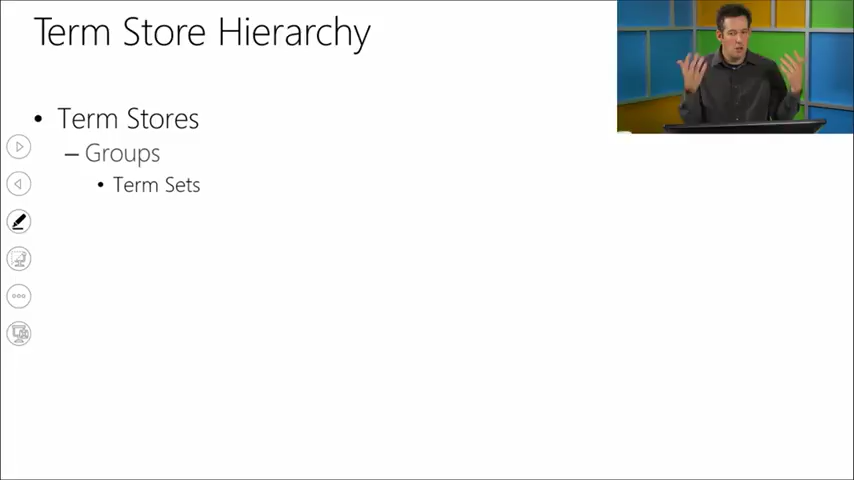 Term Store Hierarchy
• Term Stores
– Groups
• Term Sets